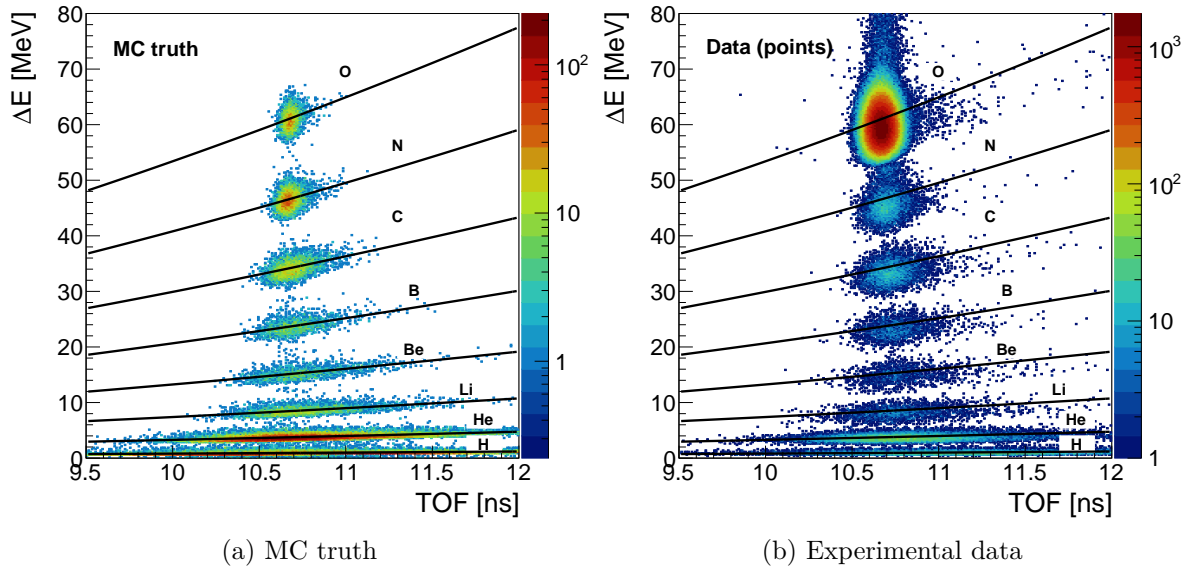 80
70
60
50
40
30
20
10
0
ΔE [MeV]
MC truth
O
N
C
B
Be
Li
He
H
9.5 10 10.5 11 11.5 12
TOF [ns]
10²
10
1
(a) MC truth
80
70
60
50
40
30
20
10
0
ΔE [MeV]
Data (points)
O
N
C
B
Be
Li
He
H
9.5 10 10.5 11 11.5 12
TOF [ns]
10³
10²
10
1
(b) Experimental data